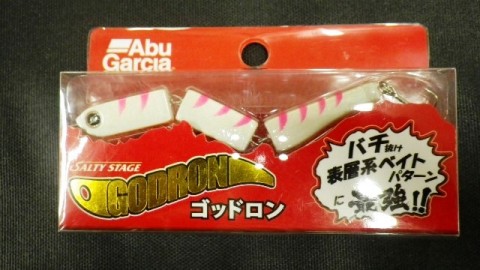 Abu
Garcia
SALTY STAGE
GODRON
ゴッドロン
バチ抜け
表層系ベイト
パターン
に最強!!